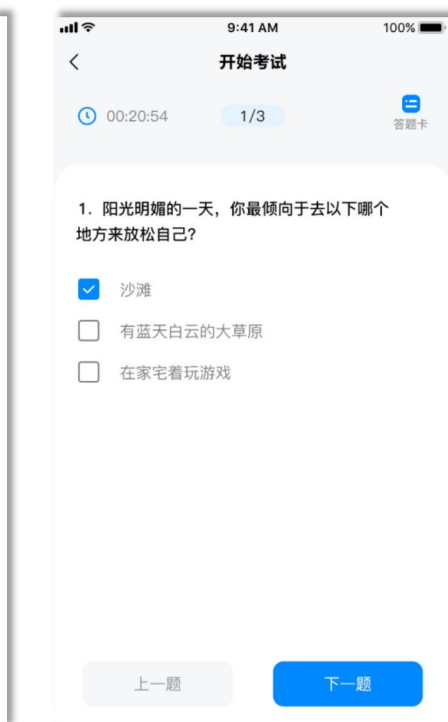 9:41 AM
100%
开始考试
00:20:54
1/3
答题卡
1. 阳光明媚的一天，你最倾向于去以下哪个
地方来放松自己？
沙滩
有蓝天白云的大草原
在家宅着玩游戏
上一题
下一题